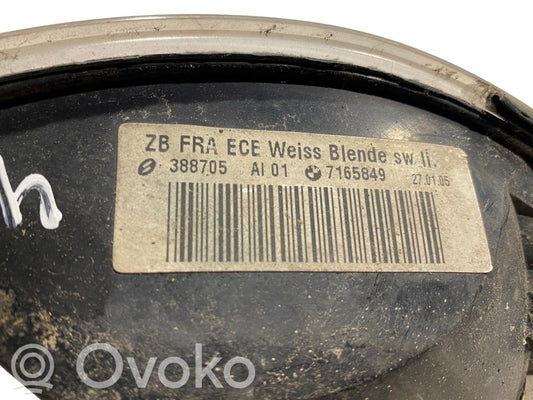 ZB FRA ECE Weiss Blende sw li.
388705 AI 01 7165849 27.01.05
h
© Ovoko